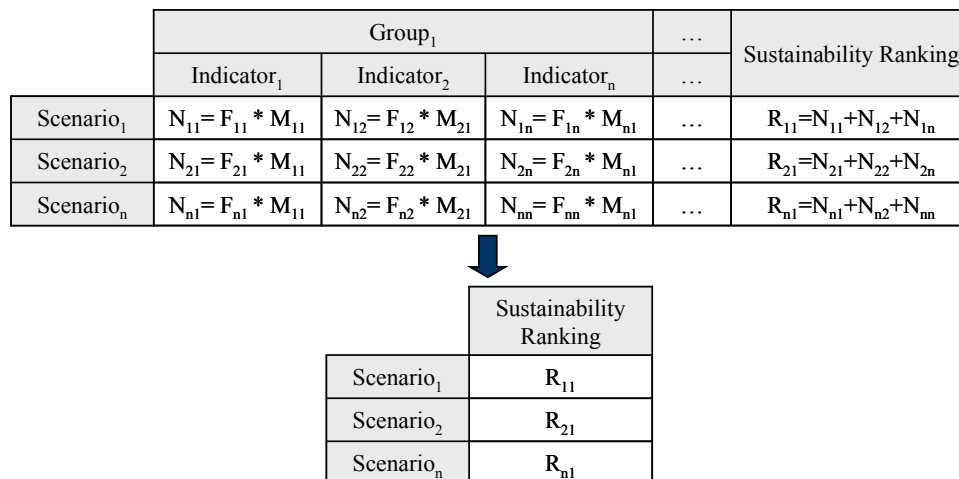 Group₁ …
Sustainability Ranking
Indicator₁ Indicator₂ Indicatorₙ …
Scenario₁ N₁₁= F₁₁ * M₁₁ N₁₂= F₁₂ * M₂₁ N₁ₙ= F₁ₙ * Mₙ₁ … R₁₁=N₁₁+N₁₂+N₁ₙ
Scenario₂ N₂₁= F₂₁ * M₁₁ N₂₂= F₂₂ * M₂₁ N₂ₙ= F₂ₙ * Mₙ₁ … R₂₁=N₂₁+N₂₂+N₂ₙ
Scenarioₙ Nₙ₁= Fₙ₁ * M₁₁ Nₙ₂= Fₙ₂ * M₂₁ Nₙₙ= Fₙₙ * Mₙ₁ … Rₙ₁=Nₙ₁+Nₙ₂+Nₙₙ
Sustainability
Ranking
Scenario₁ R₁₁
Scenario₂ R₂₁
Scenarioₙ Rₙ₁